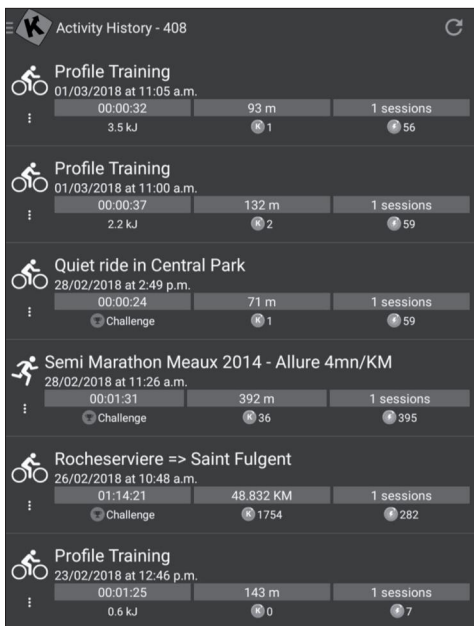 K Activity History - 408
Profile Training
01/03/2018 at 11:05 a.m.
00:00:32 93 m 1 sessions
3.5 kJ K 1 56
Profile Training
01/03/2018 at 11:00 a.m.
00:00:37 132 m 1 sessions
2.2 kJ K 2 59
Quiet ride in Central Park
28/02/2018 at 2:49 p.m.
00:00:24 71 m 1 sessions
Challenge K 1 59
Semi Marathon Meaux 2014 - Allure 4mn/KM
28/02/2018 at 11:26 a.m.
00:01:31 392 m 1 sessions
Challenge K 36 395
Rocheserviere => Saint Fulgent
26/02/2018 at 10:48 a.m.
01:14:21 48.832 KM 1 sessions
Challenge K 1754 282
Profile Training
23/02/2018 at 12:46 p.m.
00:01:25 143 m 1 sessions
0.6 kJ K 0 7